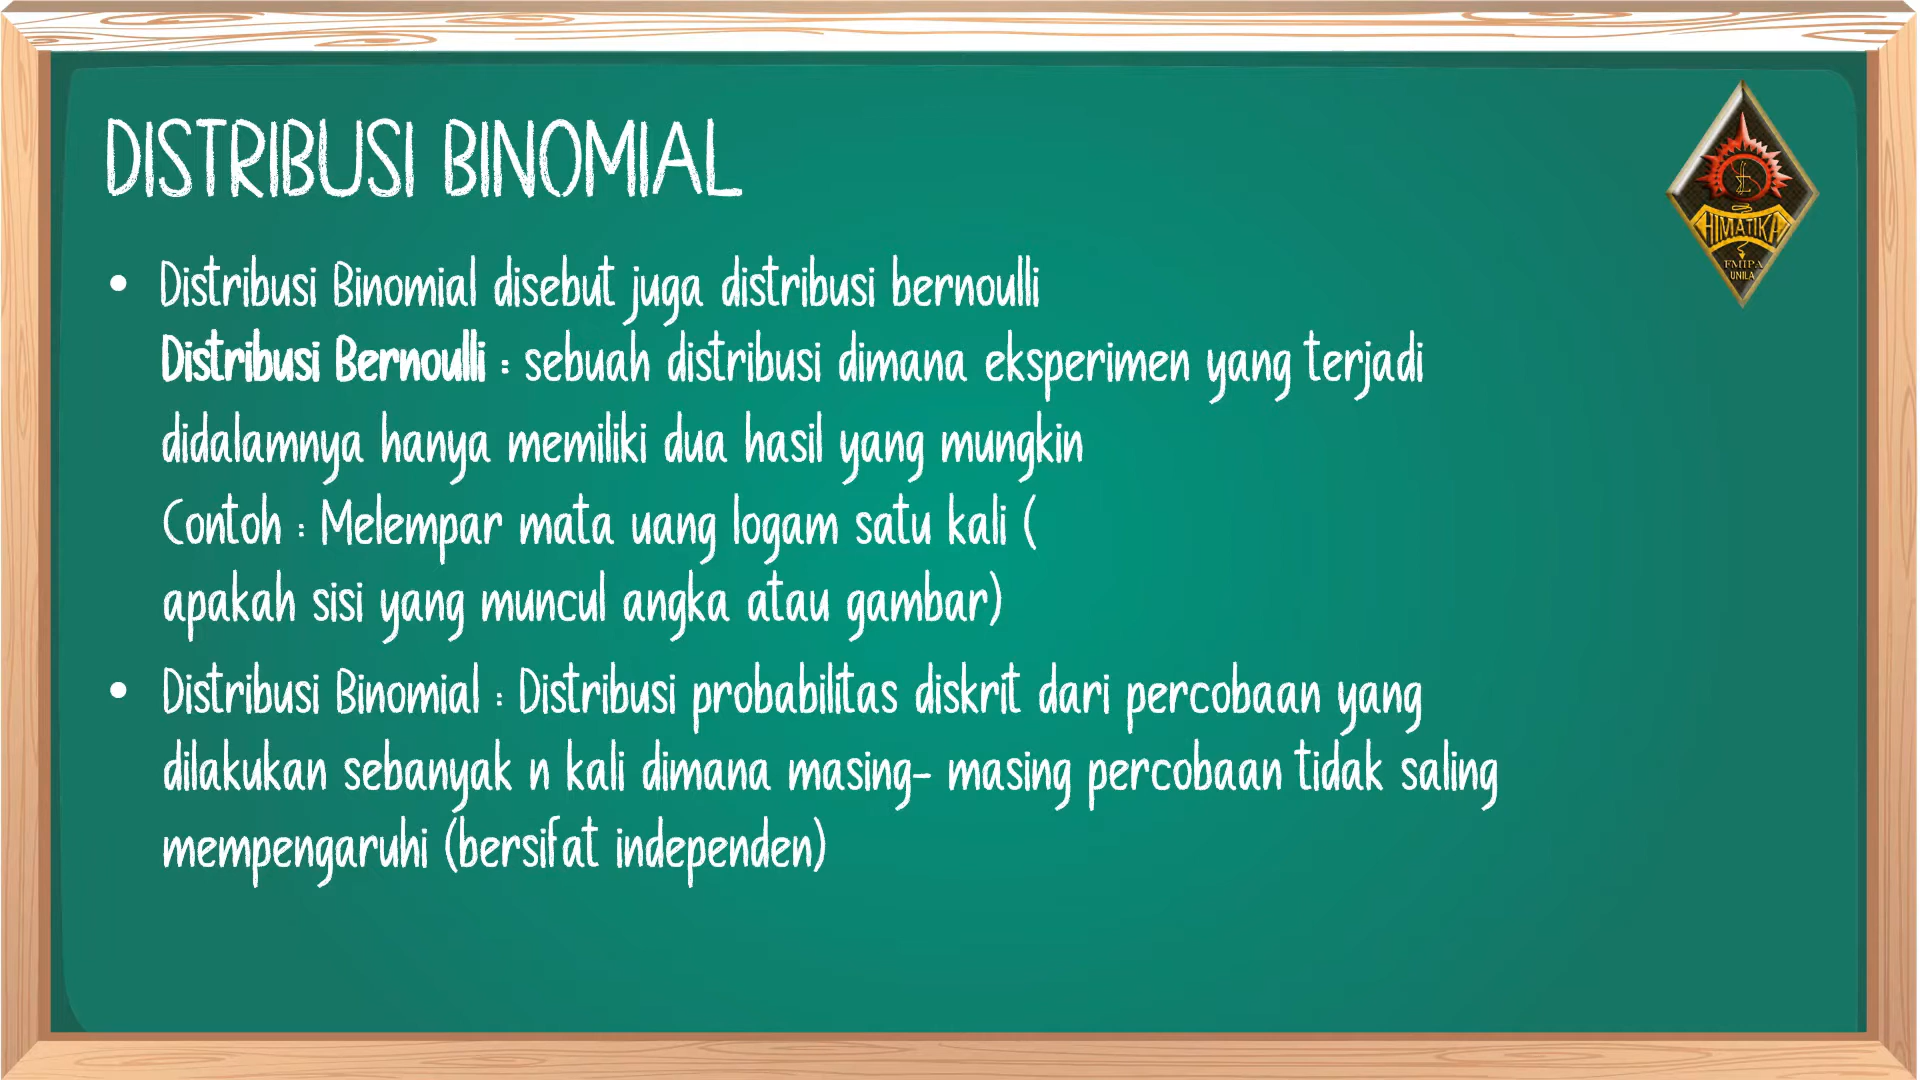 DISTRIBUSI BINOMIAL
HIMATIKA
FMIPA
UNILA
• Distribusi Binomial disebut juga distribusi bernoulli
Distribusi Bernoulli : sebuah distribusi dimana eksperimen yang terjadi
didalamnya hanya memiliki dua hasil yang mungkin
Contoh : Melempar mata uang logam satu kali (
apakah sisi yang muncul angka atau gambar)
• Distribusi Binomial : Distribusi probabilitas diskrit dari percobaan yang
dilakukan sebanyak n kali dimana masing- masing percobaan tidak saling
mempengaruhi (bersifat independen)